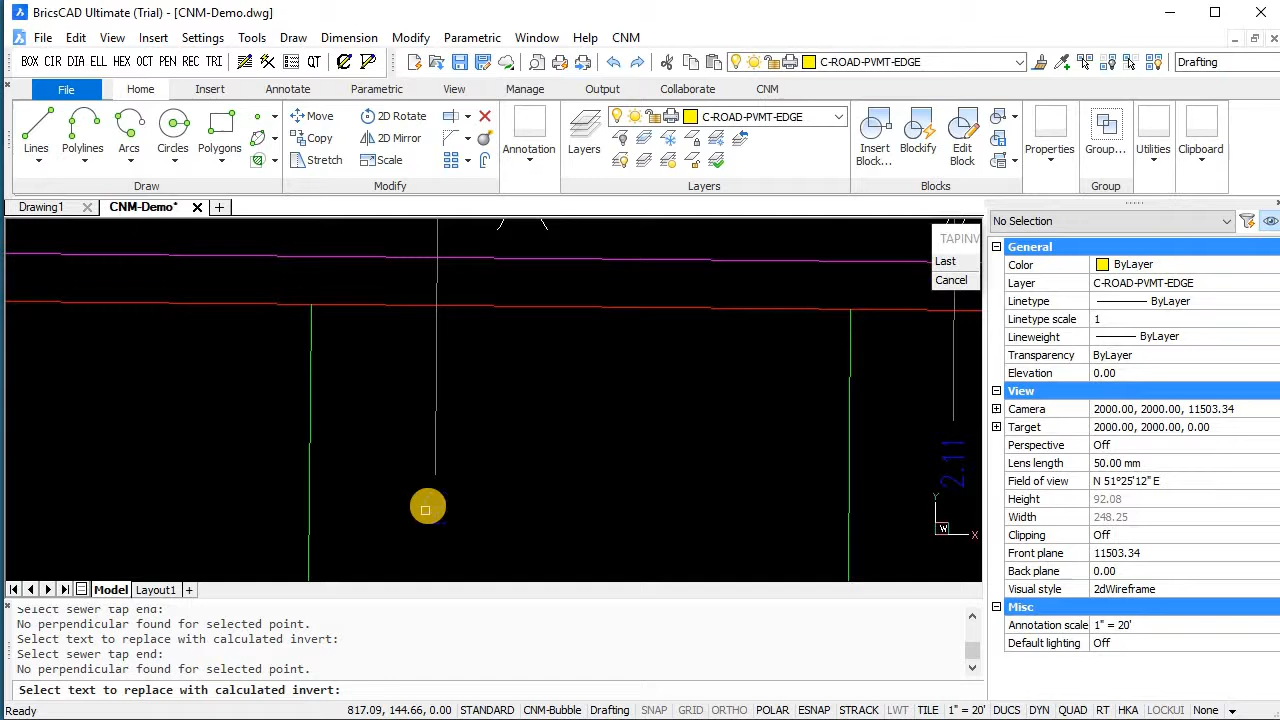 BricsCAD Ultimate (Trial) - [CNM-Demo.dwg]
File Edit View Insert Settings Tools Draw Dimension Modify Parametric Window Help CNM
BOX CIR DIA ELL HEX OCT PEN REC TRI QT C-ROAD-PVMT-EDGE Drafting
File Home Insert Annotate Parametric View Manage Output Collaborate CNM
Move 2D Rotate C-ROAD-PVMT-EDGE
Copy 2D Mirror
Lines Polylines Arcs Circles Polygons Stretch Scale Annotation Layers Insert Block... Blockify Edit Block Properties Group... Utilities Clipboard
Draw Modify Layers Blocks Group
Drawing1 CNM-Demo*
No Selection
TAPINV
Last
Cancel
2.11
Y
W
X
General
Color ByLayer
Layer C-ROAD-PVMT-EDGE
Linetype ByLayer
Linetype scale 1
Lineweight ByLayer
Transparency ByLayer
Elevation 0.00
View
Camera 2000.00, 2000.00, 11503.34
Target 2000.00, 2000.00, 0.00
Perspective Off
Lens length 50.00 mm
Field of view N 51°25'12" E
Height 92.08
Width 248.25
Clipping Off
Front plane 11503.34
Back plane 0.00
Visual style 2dWireframe
Misc
Annotation scale 1" = 20'
Default lighting Off
Model Layout1
Select sewer tap end:
No perpendicular found for selected point.
Select text to replace with calculated invert:
Select sewer tap end:
No perpendicular found for selected point.
Select text to replace with calculated invert:
Ready 817.09, 144.66, 0.00 STANDARD CNM-Bubble Drafting SNAP GRID ORTHO POLAR ESNAP STRACK LWT TILE 1" = 20' DUCS DYN QUAD RT HKA LOCKUI None